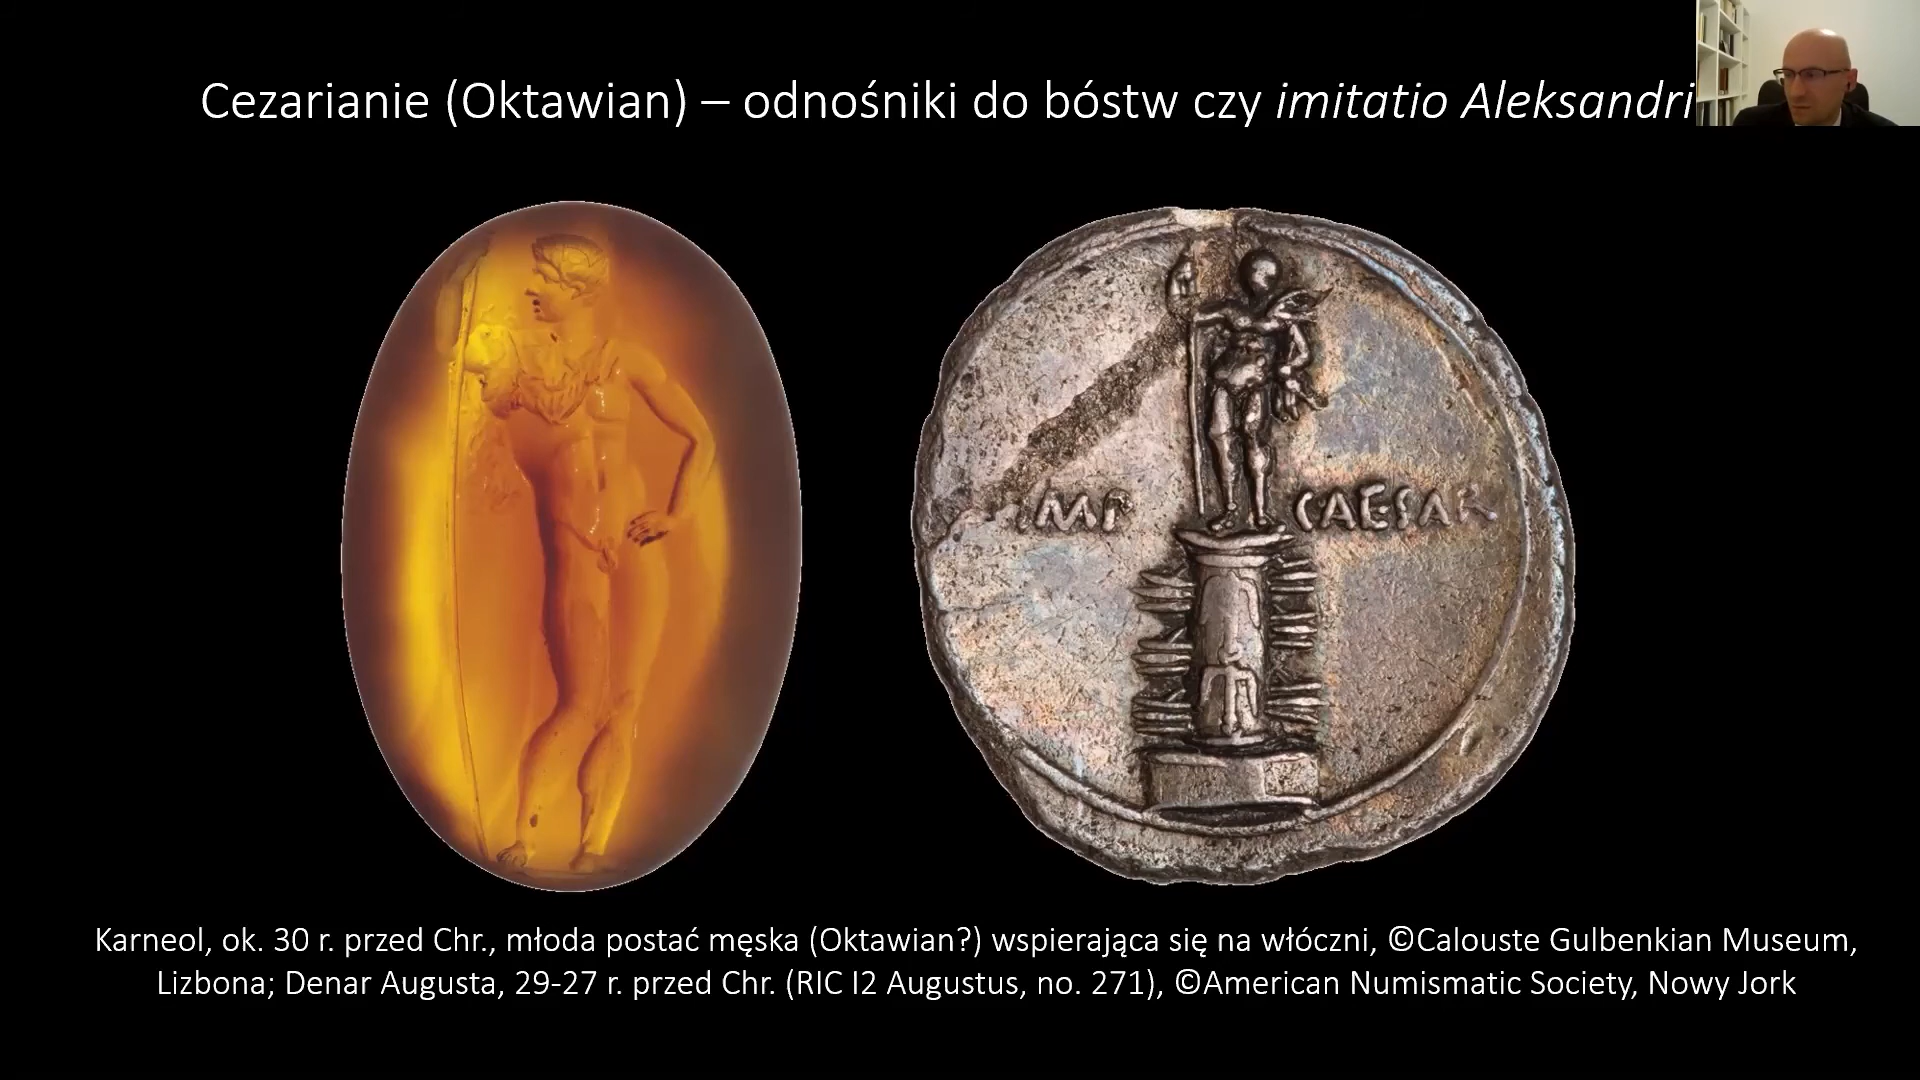 Cezarianie (Oktawian) – odnośniki do bóstw czy imitatio Aleksandri
IMP CAESAR
Karneol, ok. 30 r. przed Chr., młoda postać męska (Oktawian?) wspierająca się na włóczni, ©Calouste Gulbenkian Museum,
Lizbona; Denar Augusta, 29-27 r. przed Chr. (RIC I2 Augustus, no. 271), ©American Numismatic Society, Nowy Jork